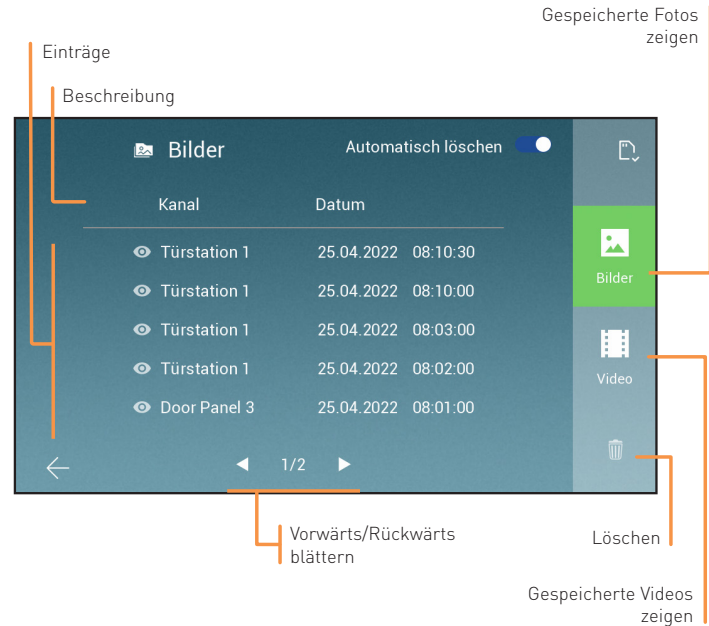 Gespeicherte Fotos
zeigen
Einträge
Beschreibung
Bilder
Automatisch löschen
Kanal Datum
Türstation 1 25.04.2022 08:10:30
Türstation 1 25.04.2022 08:10:00
Türstation 1 25.04.2022 08:03:00
Türstation 1 25.04.2022 08:02:00
Door Panel 3 25.04.2022 08:01:00
1/2
Bilder
Video
Vorwärts/Rückwärts
blättern
Löschen
Gespeicherte Videos
zeigen